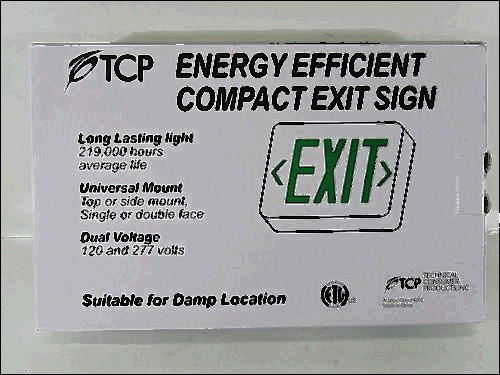 TCP ENERGY EFFICIENT
COMPACT EXIT SIGN
Long Lasting light
219,000 hours
average life
Universal Mount
Top or side mount,
Single or double face
Dual Voltage
120 and 277 volts
Suitable for Damp Location
EXIT
ETL
US
TCP
TECHNICAL
CONSUMER
PRODUCTS, INC.